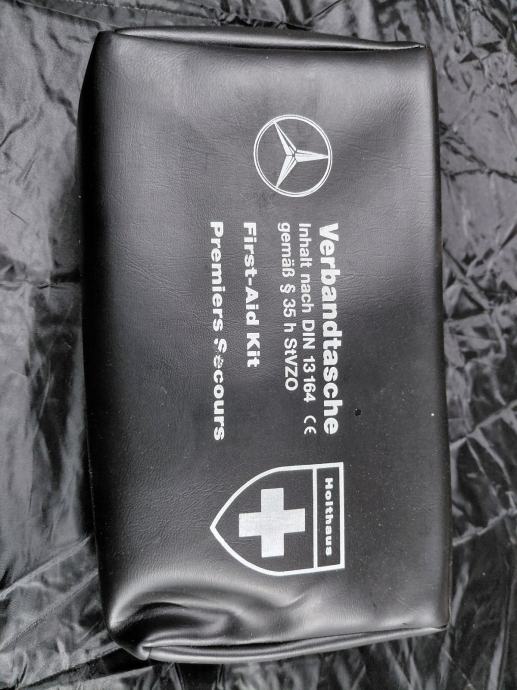 Verbandtasche
Inhalt nach DIN 13164 CE
gemäß § 35 h StVZO
First-Aid Kit
Premiers Secours
Holthaus